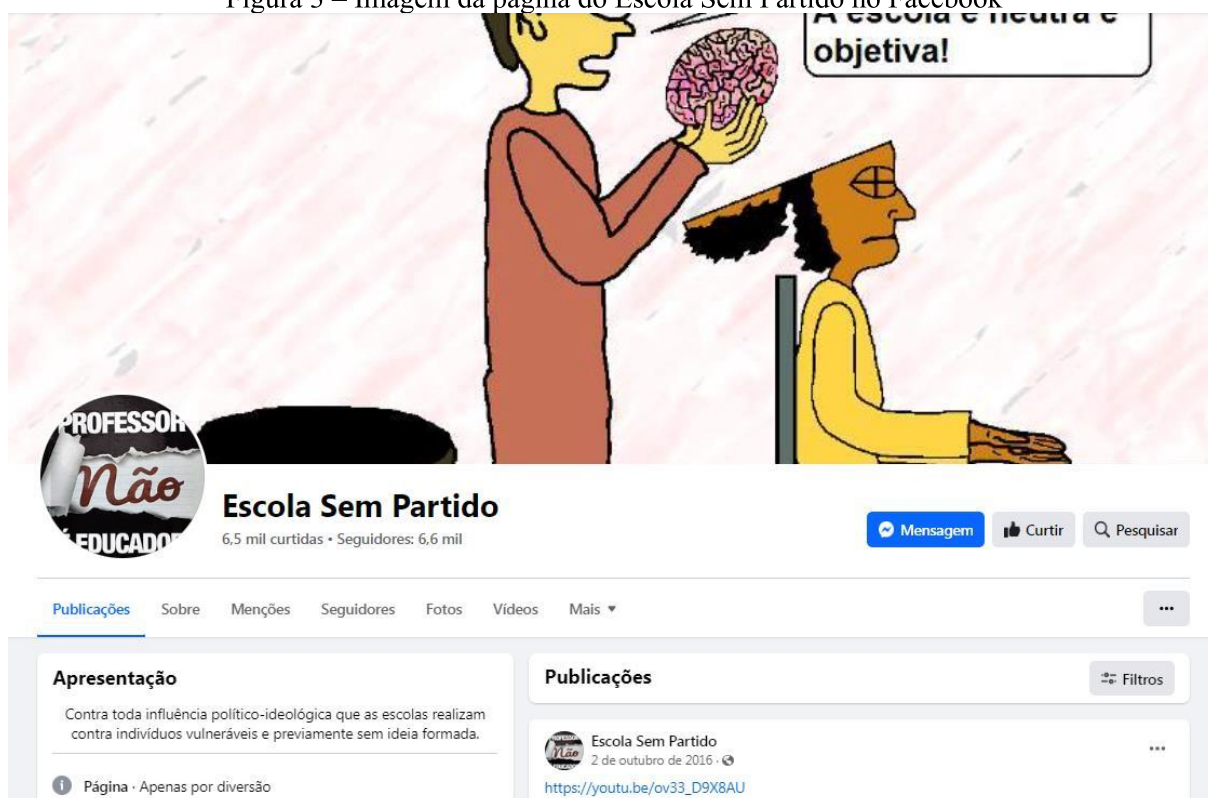 Figura 3 – Imagem da página do Escola Sem Partido no Facebook
A escola é neutra e
objetiva!
PROFESSOR
Não
É EDUCADOR
Escola Sem Partido
6,5 mil curtidas • Seguidores: 6,6 mil
Mensagem
Curtir
Pesquisar
Publicações
Sobre
Menções
Seguidores
Fotos
Vídeos
Mais
Apresentação
Contra toda influência político-ideológica que as escolas realizam
contra indivíduos vulneráveis e previamente sem ideia formada.
Página · Apenas por diversão
Publicações
Filtros
Escola Sem Partido
2 de outubro de 2016 ·
https://youtu.be/ov33_D9X8AU